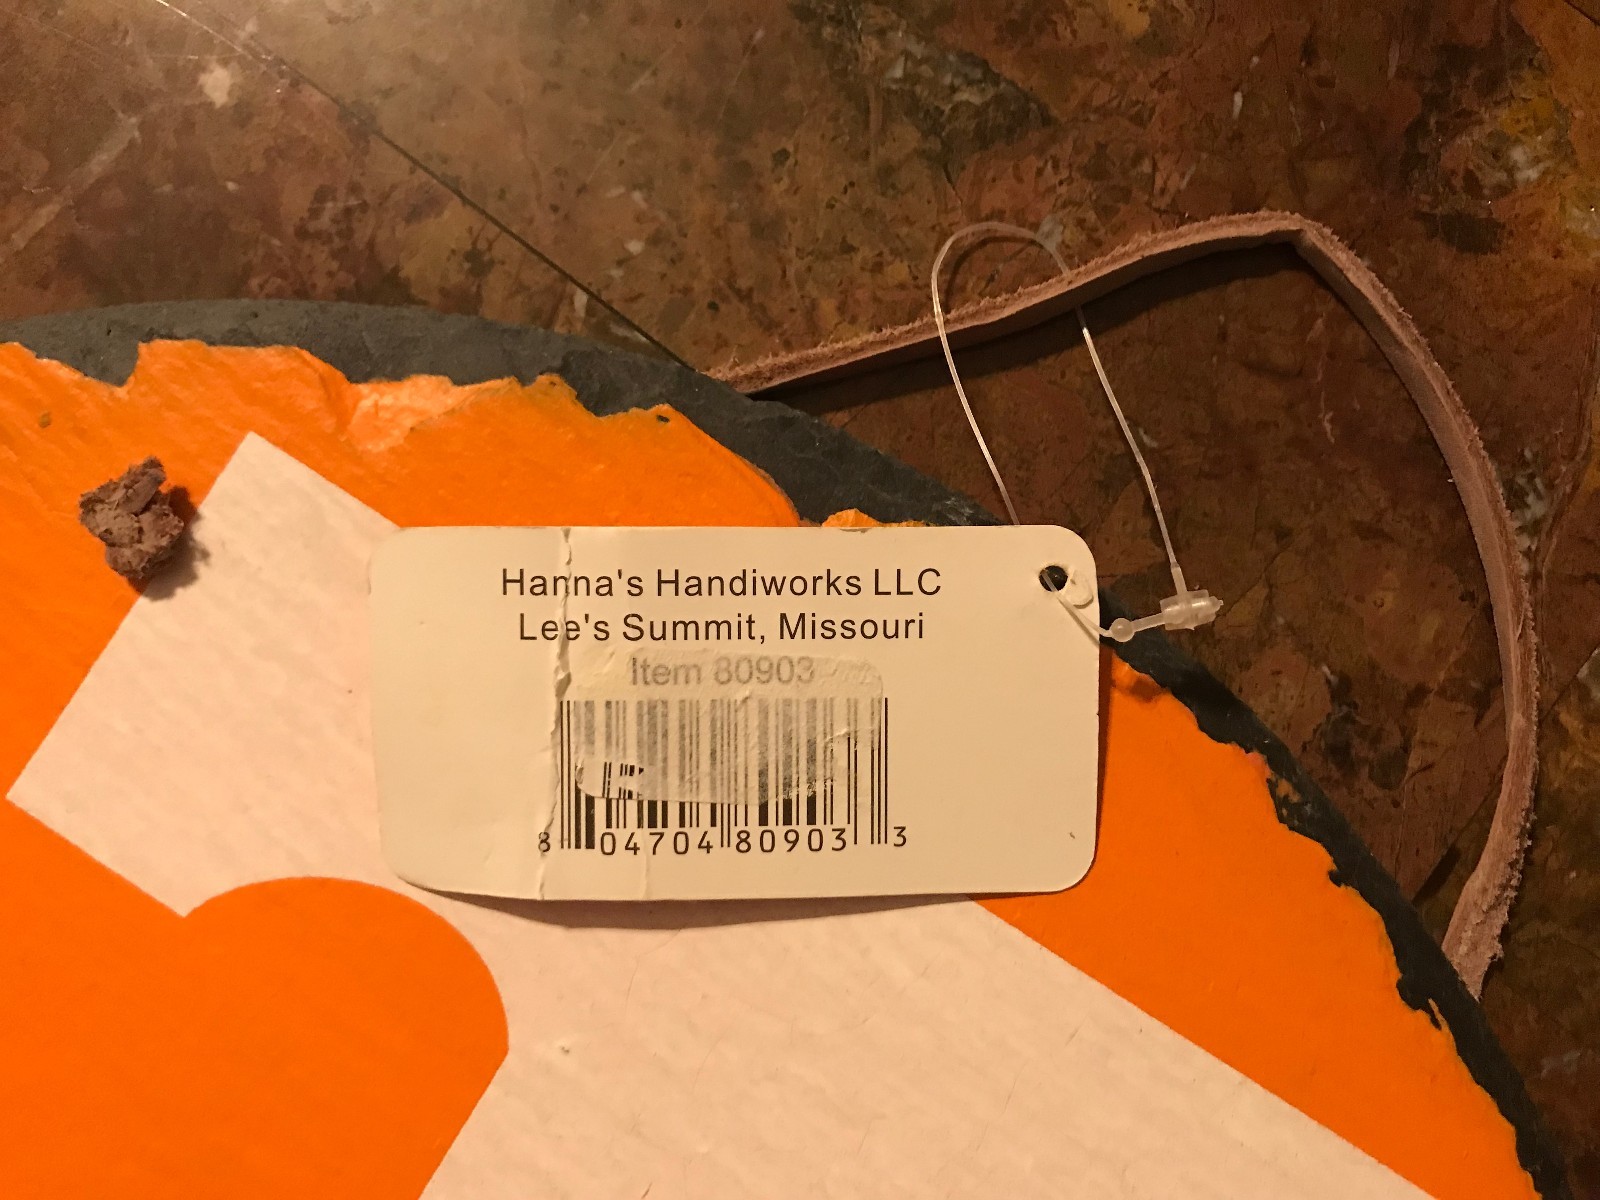 Hanna's Handiworks LLC
Lee's Summit, Missouri
Item 80903
8 04704 80903 3